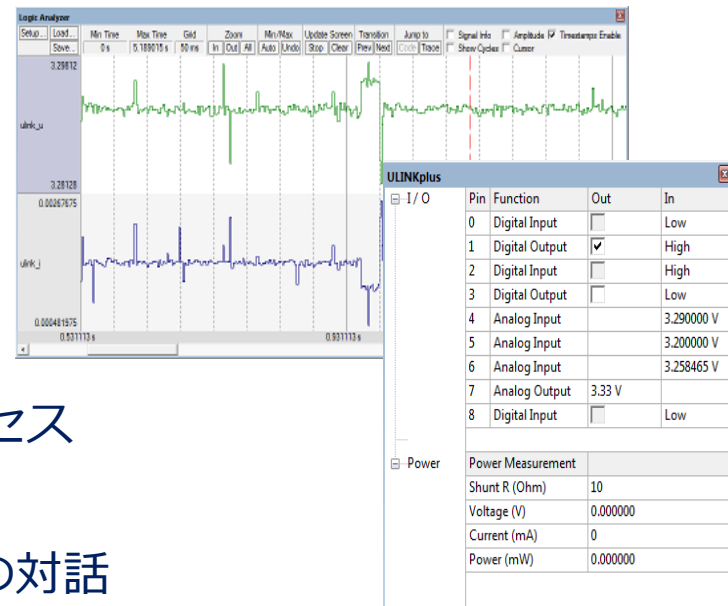 Logic Analyzer
Setup... Load... Min Time Max Time Grid Zoom Min/Max Update Screen Transition Jump to Signal Info Amplitude Timestamps Enable
Save... 0 s 5.189015 s 50 ms In Out All Auto Undo Stop Clear Prev Next Code Trace Show Cycles Cursor
3.29812
ulink_u
3.28128
0.00267675
ulink_i
0.000481975
0.531113 s 0.931113 s
ULINKplus
I / O Pin Function Out In
0 Digital Input Low
1 Digital Output High
2 Digital Input High
3 Digital Output Low
4 Analog Input 3.290000 V
5 Analog Input 3.200000 V
6 Analog Input 3.258465 V
7 Analog Output 3.33 V
8 Digital Input Low
Power Power Measurement
Shunt R (Ohm) 10
Voltage (V) 0.000000
Current (mA) 0
Power (mW) 0.000000
セス
の対話